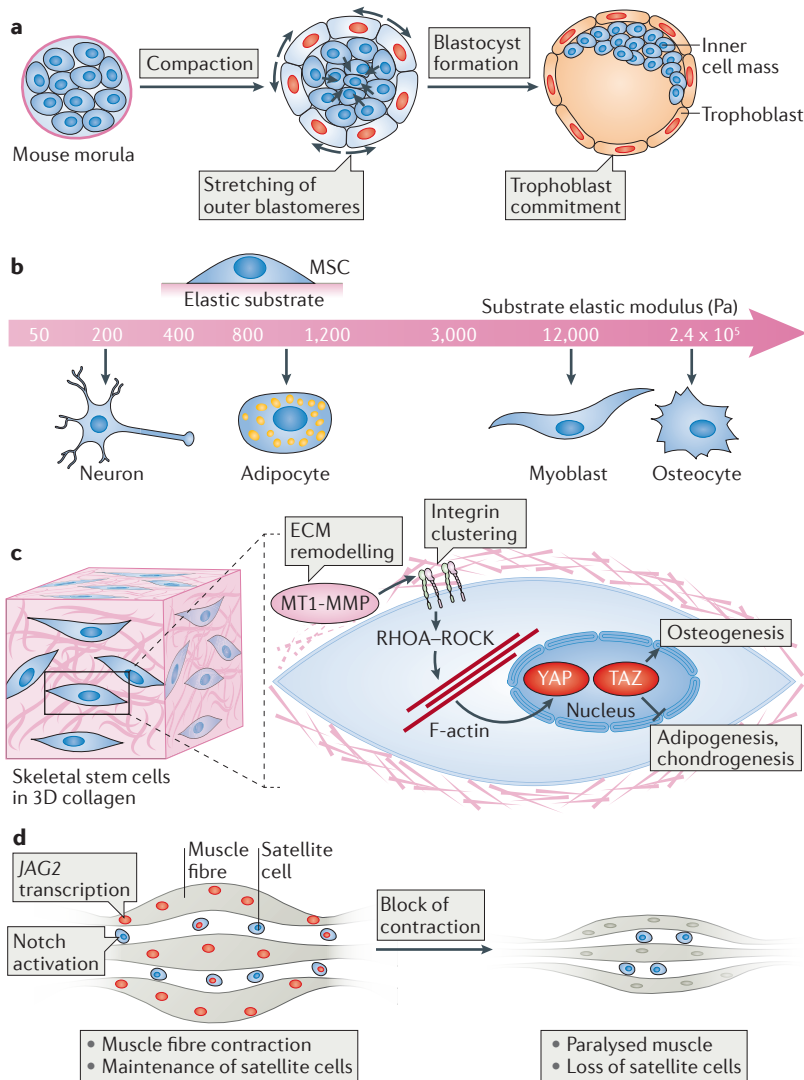 a
Compaction
Blastocyst
formation
Inner
cell mass
Trophoblast
Mouse morula
Stretching of
outer blastomeres
Trophoblast
commitment
b
MSC
Elastic substrate
Substrate elastic modulus (Pa)
50 200 400 800 1,200 3,000 12,000 2.4 x 10⁵
Neuron
Adipocyte
Myoblast
Osteocyte
c
ECM
remodelling
Integrin
clustering
MT1-MMP
RHOA–ROCK
Osteogenesis
YAP
TAZ
Nucleus
F-actin
Adipogenesis,
chondrogenesis
Skeletal stem cells
in 3D collagen
d
JAG2
transcription
Muscle
fibre
Satellite
cell
Notch
activation
Block of
contraction
• Muscle fibre contraction
• Maintenance of satellite cells
• Paralysed muscle
• Loss of satellite cells